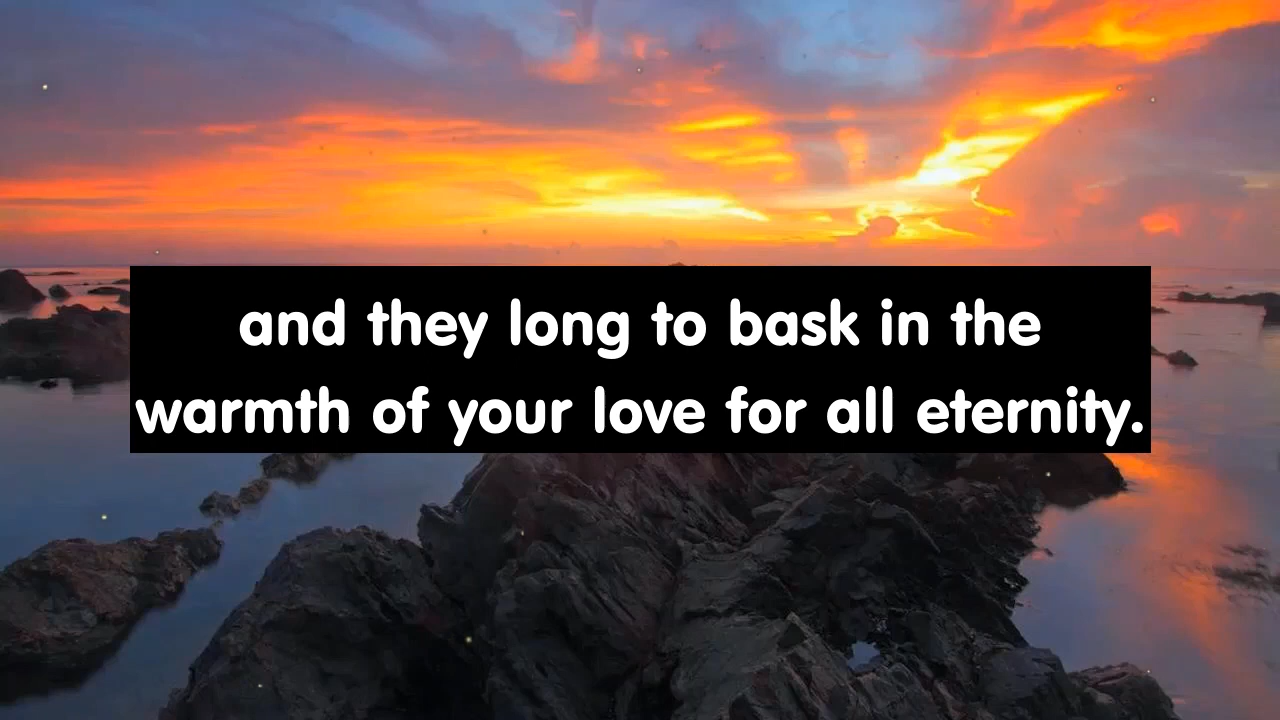 and they long to bask in the
warmth of your love for all eternity.